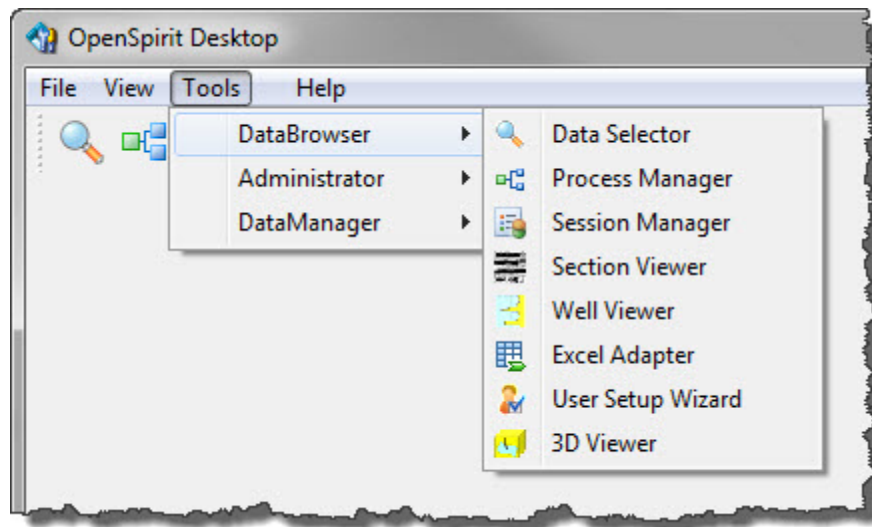 OpenSpirit Desktop
File View Tools Help
DataBrowser
Administrator
DataManager
Data Selector
Process Manager
Session Manager
Section Viewer
Well Viewer
Excel Adapter
User Setup Wizard
3D Viewer